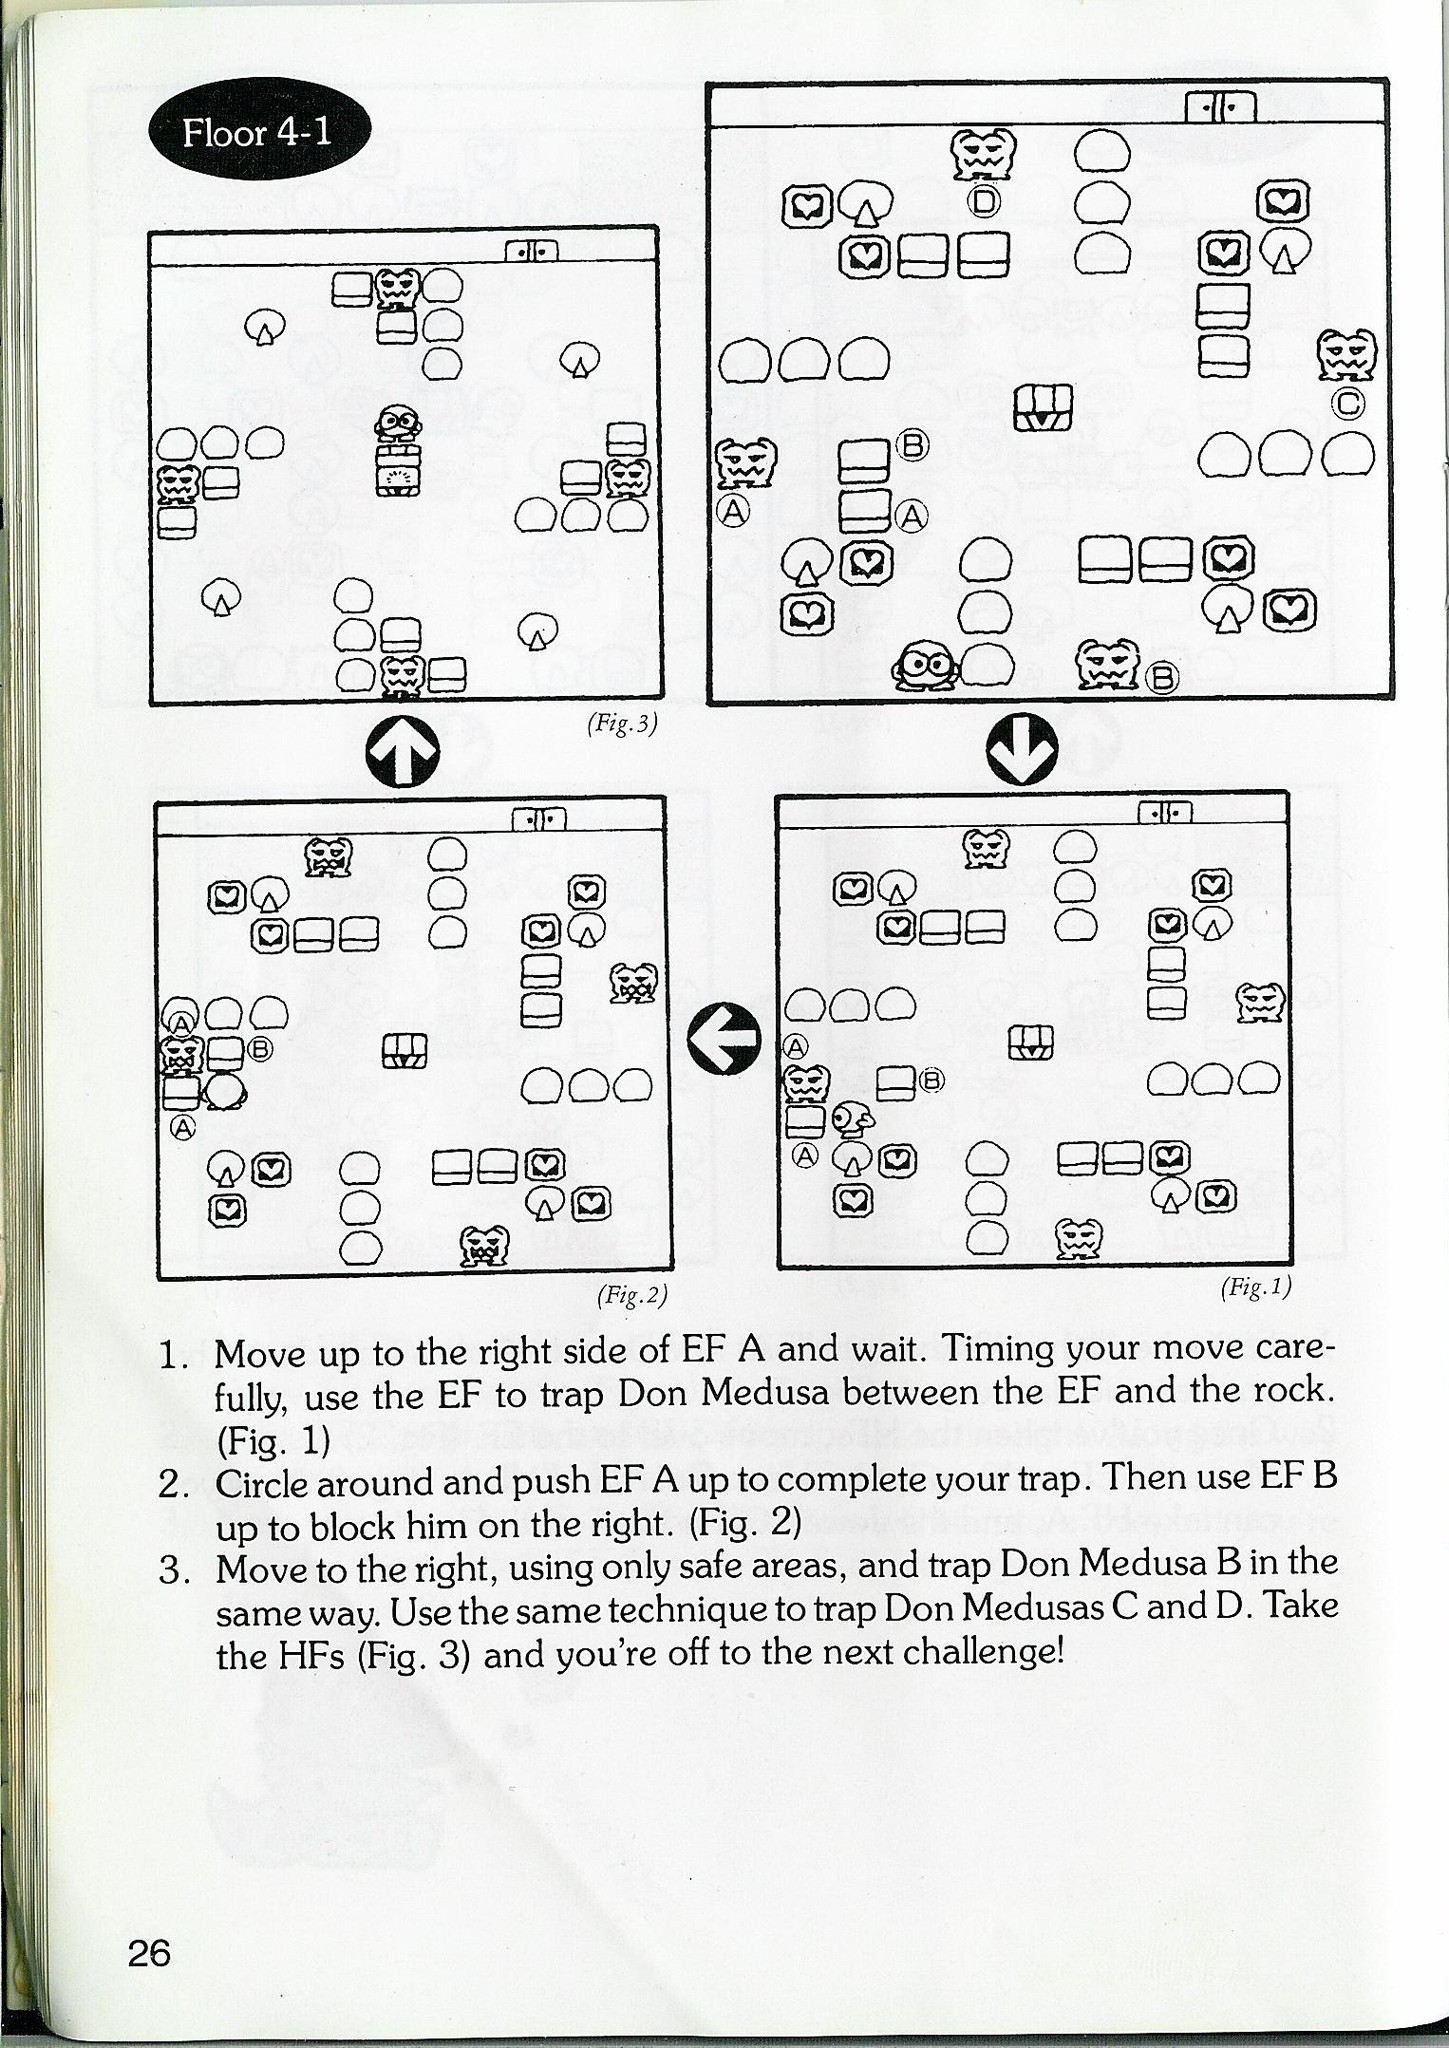 Floor 4-1
D
C
B
A
A
B
(Fig.3)
A
B
A
(Fig.2)
A
B
A
(Fig.1)
1. Move up to the right side of EF A and wait. Timing your move care-
fully, use the EF to trap Don Medusa between the EF and the rock.
(Fig. 1)
2. Circle around and push EF A up to complete your trap. Then use EF B
up to block him on the right. (Fig. 2)
3. Move to the right, using only safe areas, and trap Don Medusa B in the
same way. Use the same technique to trap Don Medusas C and D. Take
the HFs (Fig. 3) and you're off to the next challenge!
26